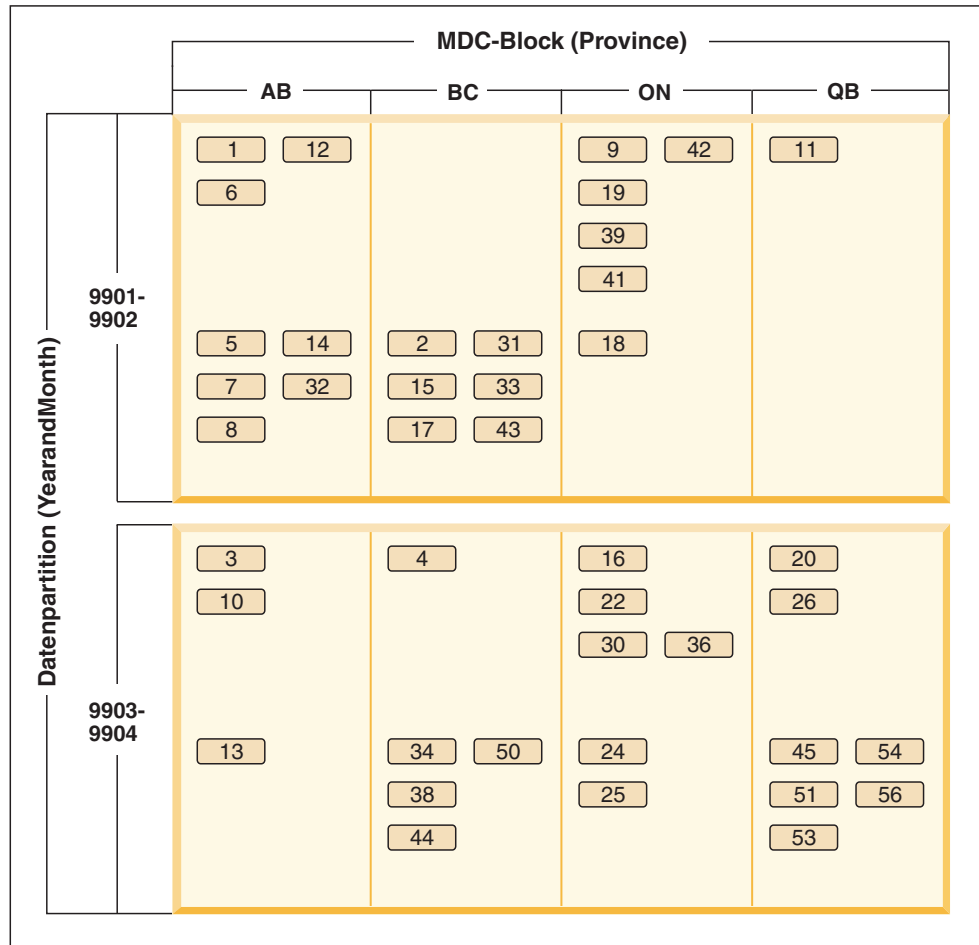 MDC-Block (Province)
AB BC ON QB
Datenpartition (YearandMonth)
9901-
9902
1 12 9 42 11
6 19
39
41
5 14 2 31 18
7 32 15 33
8 17 43
9903-
9904
3 4 16 20
10 22 26
30 36
13 34 50 24 45 54
38 25 51 56
44 53